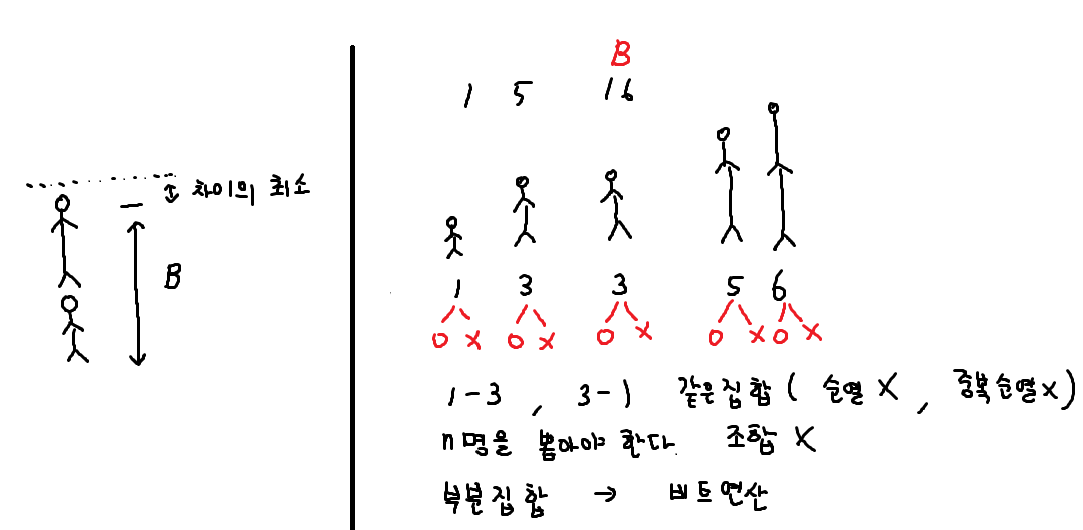 차이의 최소
B
B
1 5 16
1 3 3 5 6
O X O X O X O X O X
1-3 , 3-1 같은집합 ( 순열 X , 중복순열 X )
n명을 뽑아야 한다. 조합 X
부분집합 → 비트연산